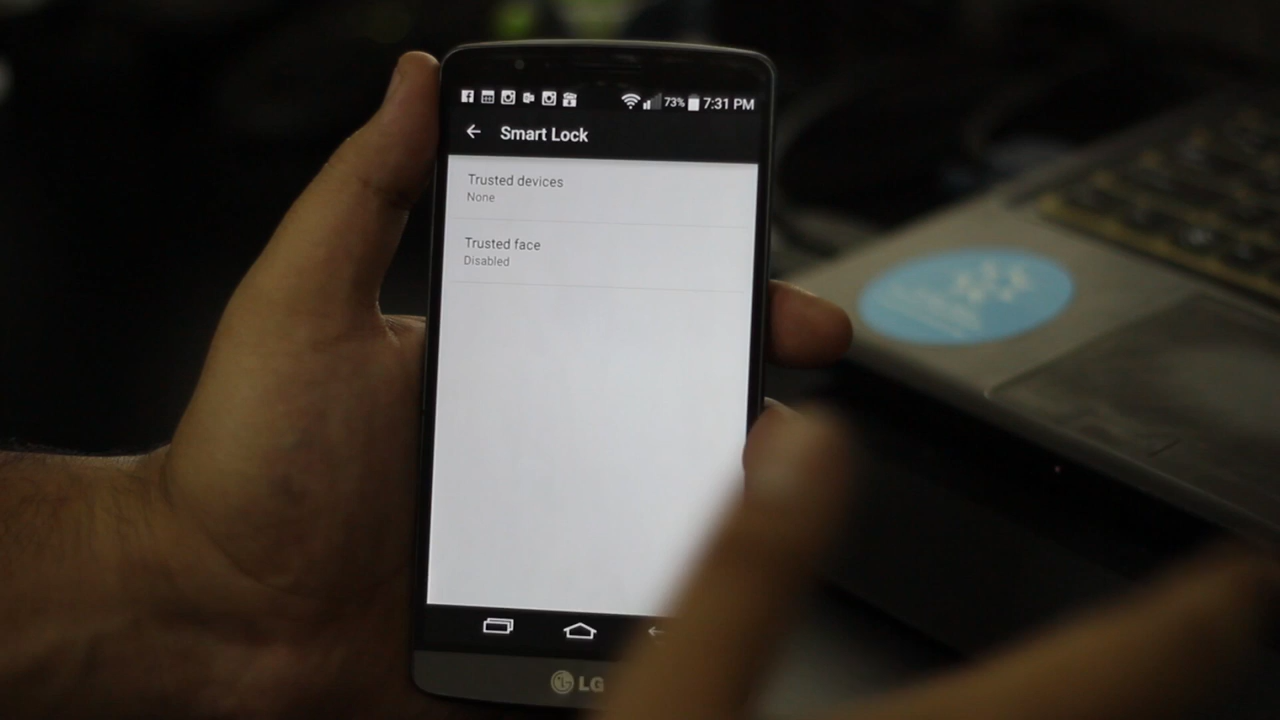 73% 7:31 PM
Smart Lock
Trusted devices
None
Trusted face
Disabled
LG